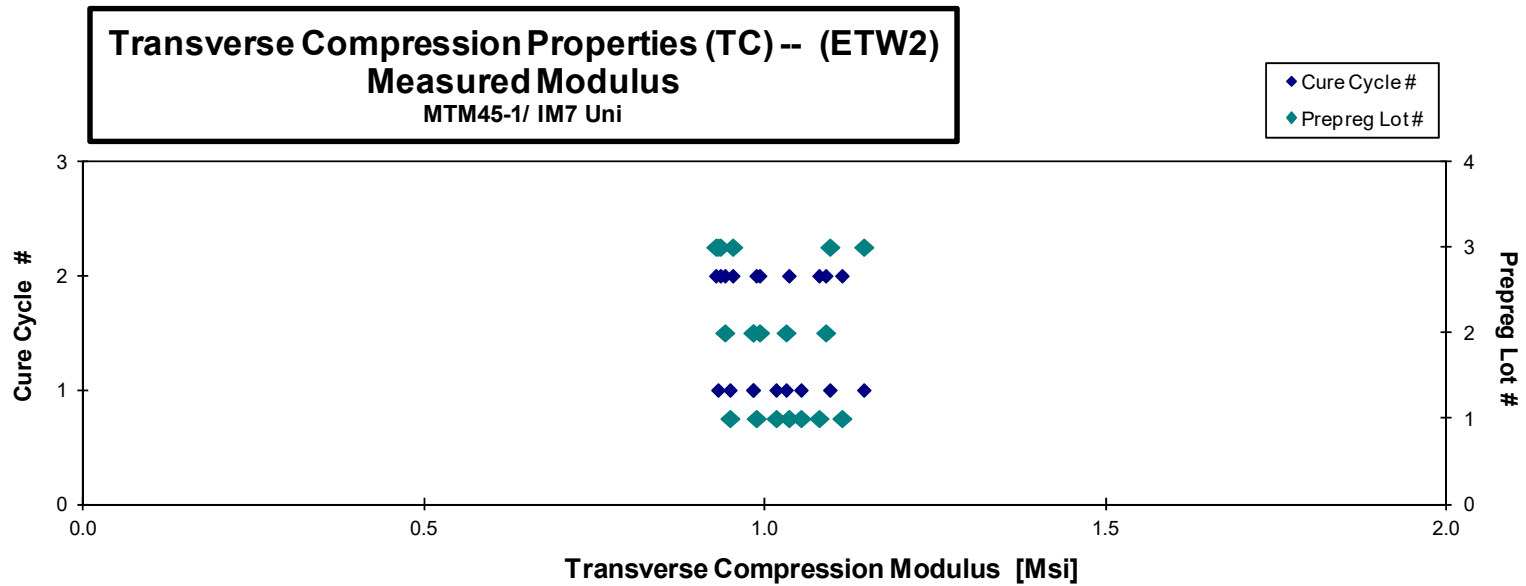 Transverse Compression Properties (TC) -- (ETW2)
Measured Modulus
MTM45-1/ IM7 Uni
Cure Cycle #
Prepreg Lot #
3
2
1
0
Cure Cycle #
4
3
2
1
0
Prepreg Lot #
0.0 0.5 1.0 1.5 2.0
Transverse Compression Modulus [Msi]